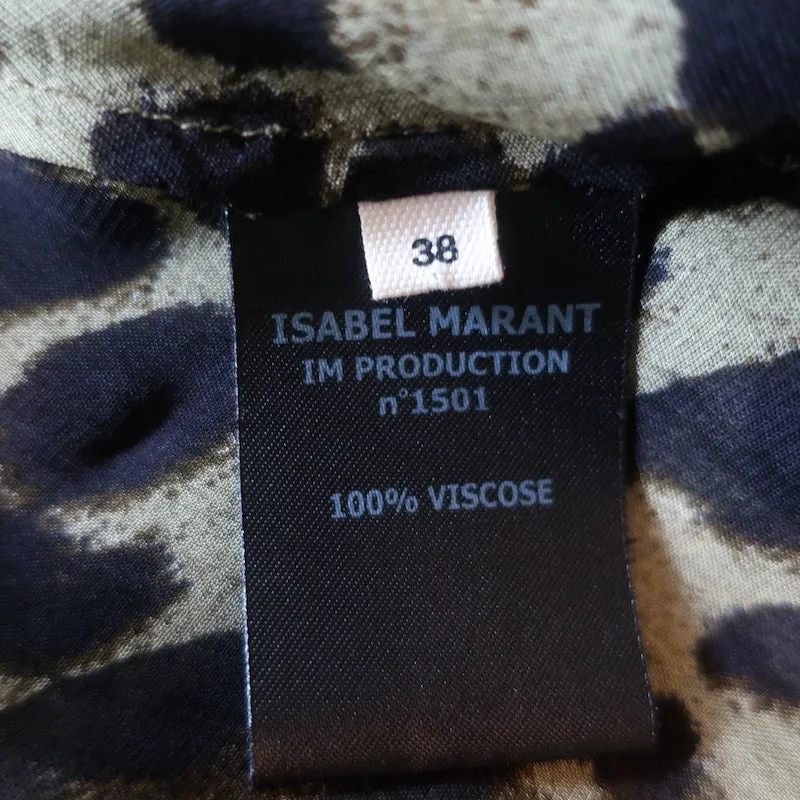 38
ISABEL MARANT
IM PRODUCTION
n°1501
100% VISCOSE